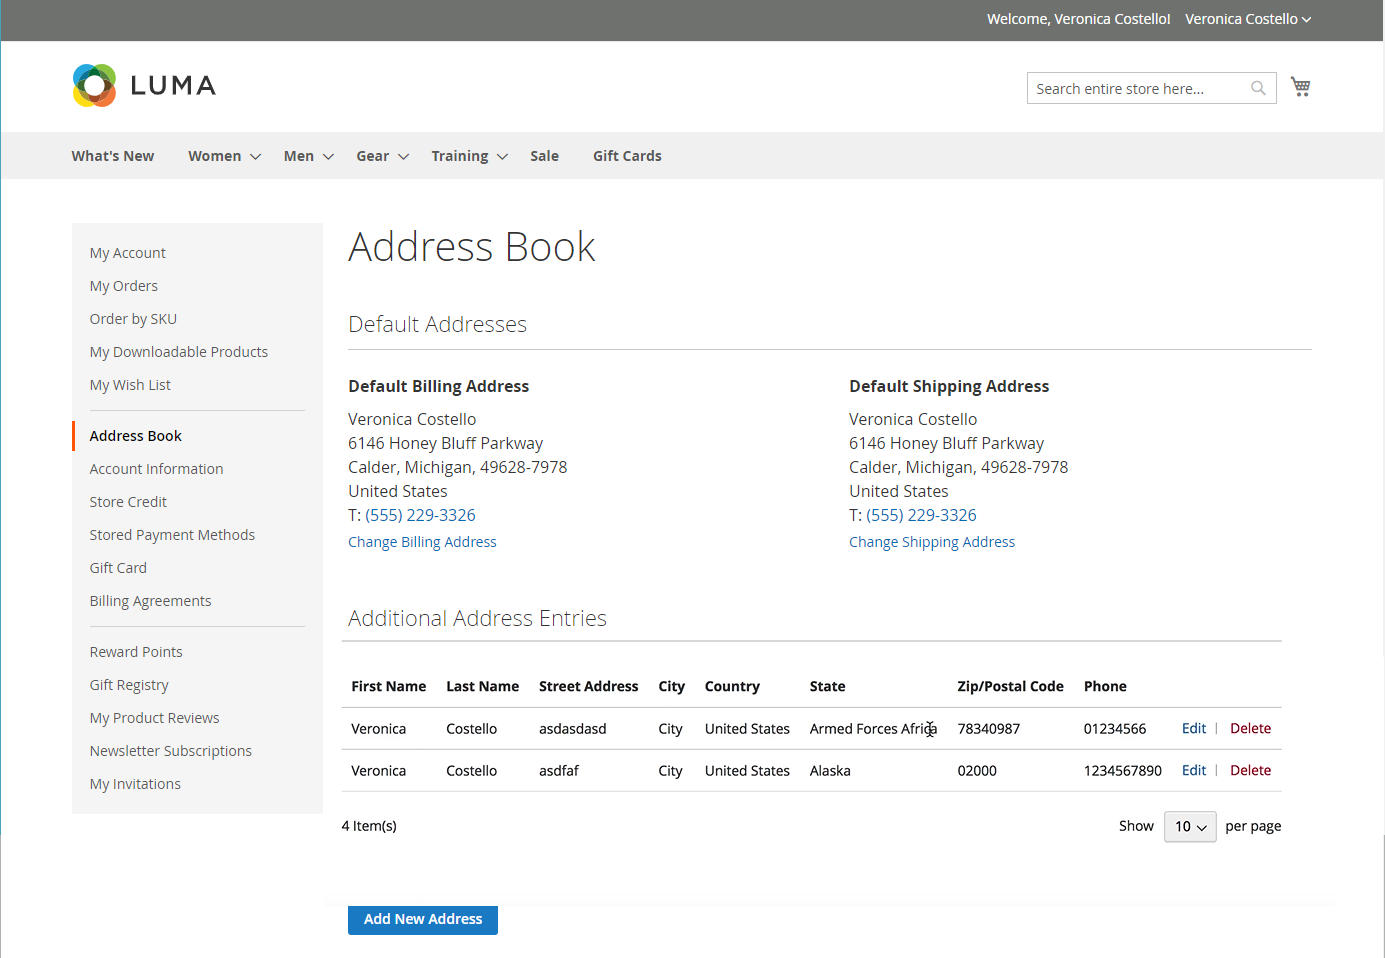 Welcome, Veronica Costello! Veronica Costello
LUMA
Search entire store here...
What's New Women Men Gear Training Sale Gift Cards
My Account
My Orders
Order by SKU
My Downloadable Products
My Wish List
Address Book
Account Information
Store Credit
Stored Payment Methods
Gift Card
Billing Agreements
Reward Points
Gift Registry
My Product Reviews
Newsletter Subscriptions
My Invitations
Address Book
Default Addresses
Default Billing Address
Veronica Costello
6146 Honey Bluff Parkway
Calder, Michigan, 49628-7978
United States
T: (555) 229-3326
Change Billing Address
Default Shipping Address
Veronica Costello
6146 Honey Bluff Parkway
Calder, Michigan, 49628-7978
United States
T: (555) 229-3326
Change Shipping Address
Additional Address Entries
First Name Last Name Street Address City Country State Zip/Postal Code Phone
Veronica Costello asdasdasd City United States Armed Forces Africa 78340987 01234566 Edit | Delete
Veronica Costello asdfaf City United States Alaska 02000 1234567890 Edit | Delete
4 Item(s)
Show 10 per page
Add New Address